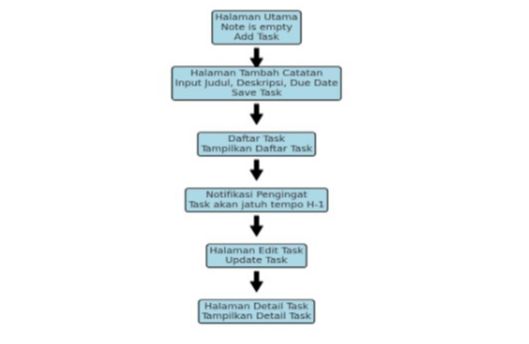 Halaman Utama
Note is empty
Add Task
Halaman Tambah Catatan
Input Judul, Deskripsi, Due Date
Save Task
Daftar Task
Tampilkan Daftar Task
Notifikasi Pengingat
Task akan jatuh tempo H-1
Halaman Edit Task
Update Task
Halaman Detail Task
Tampilkan Detail Task